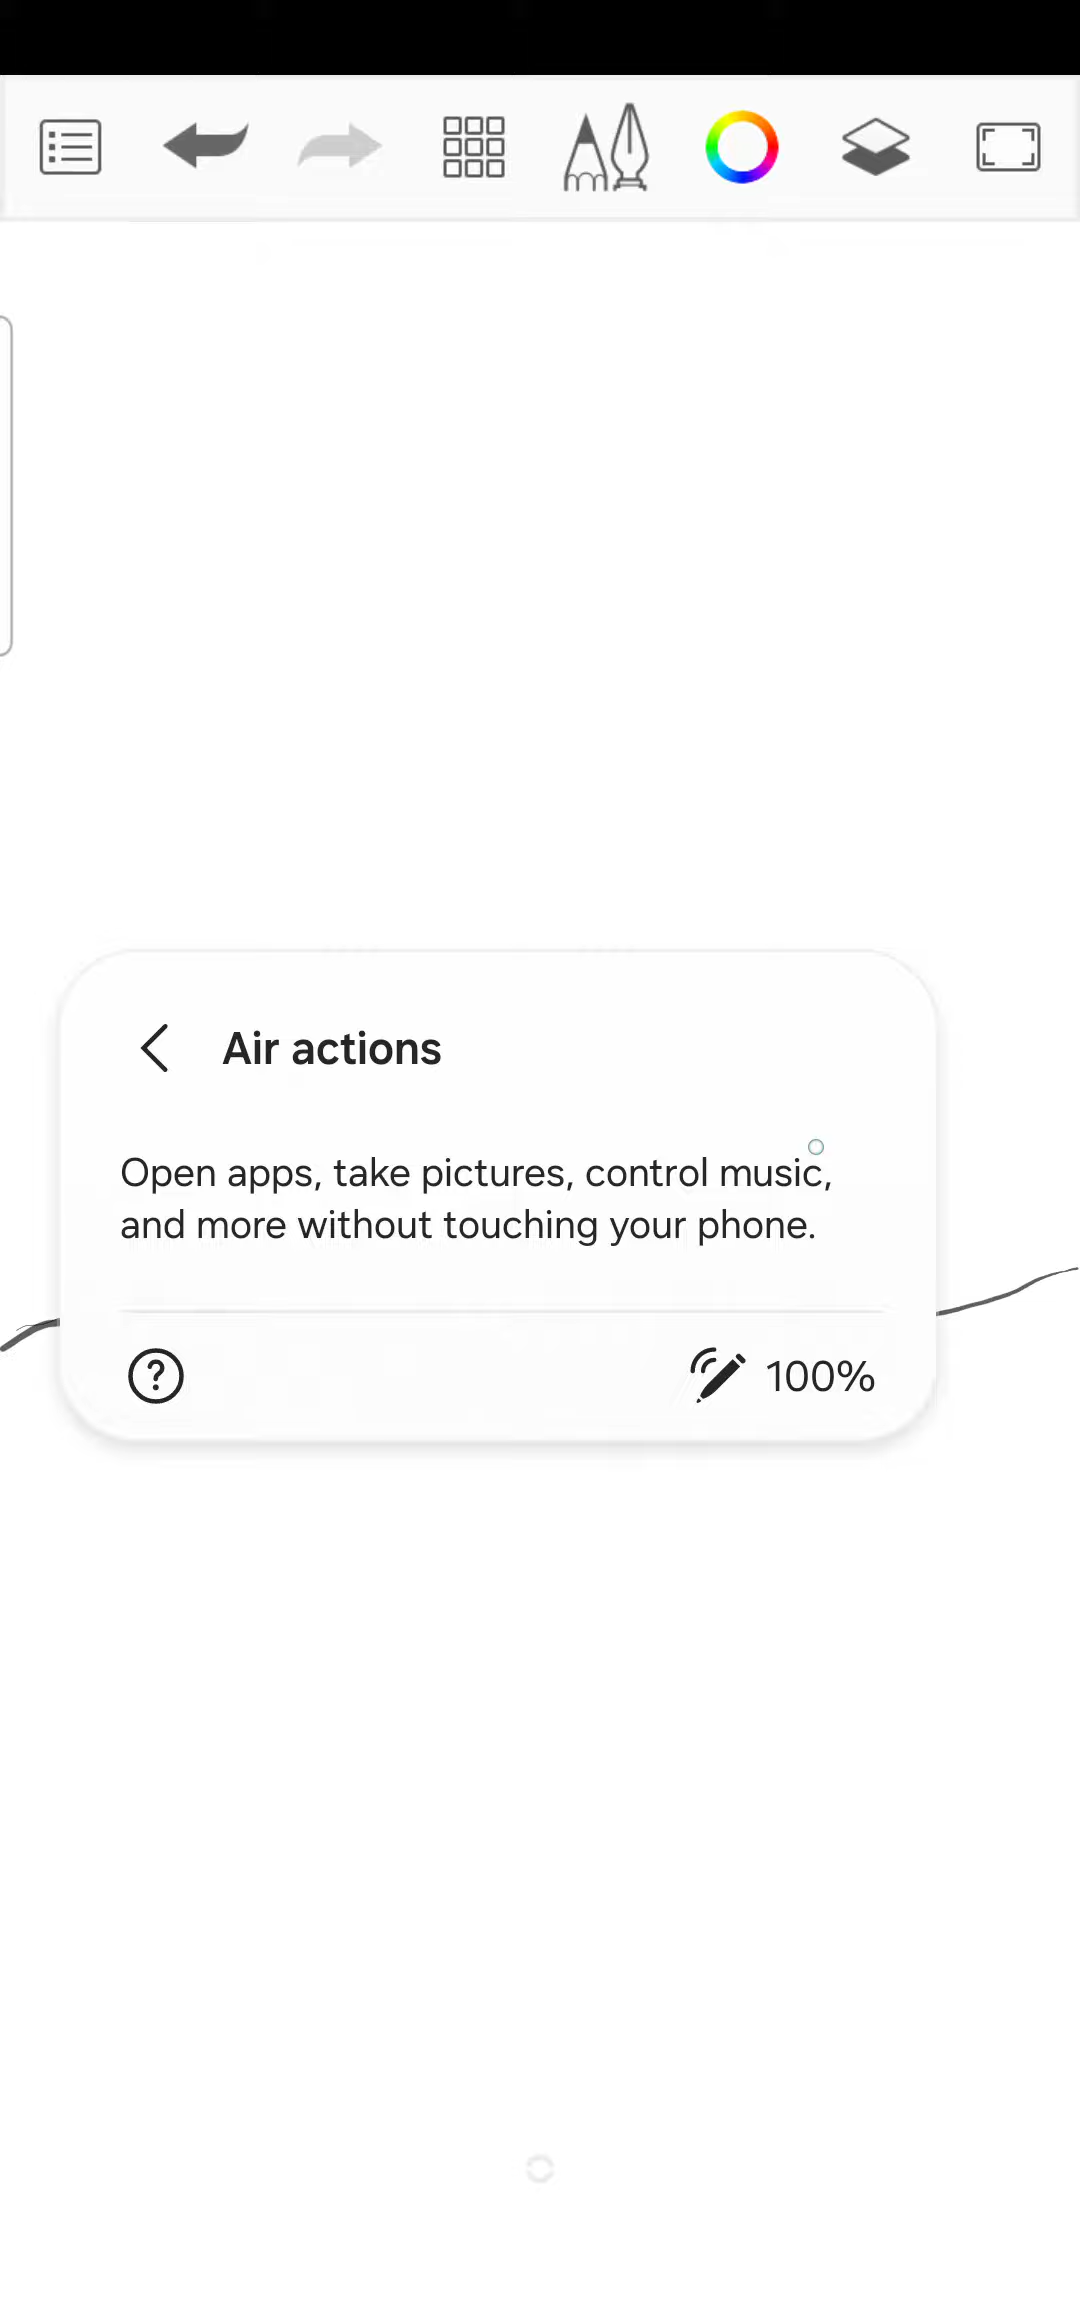 Air actions
Open apps, take pictures, control music,
and more without touching your phone.
100%